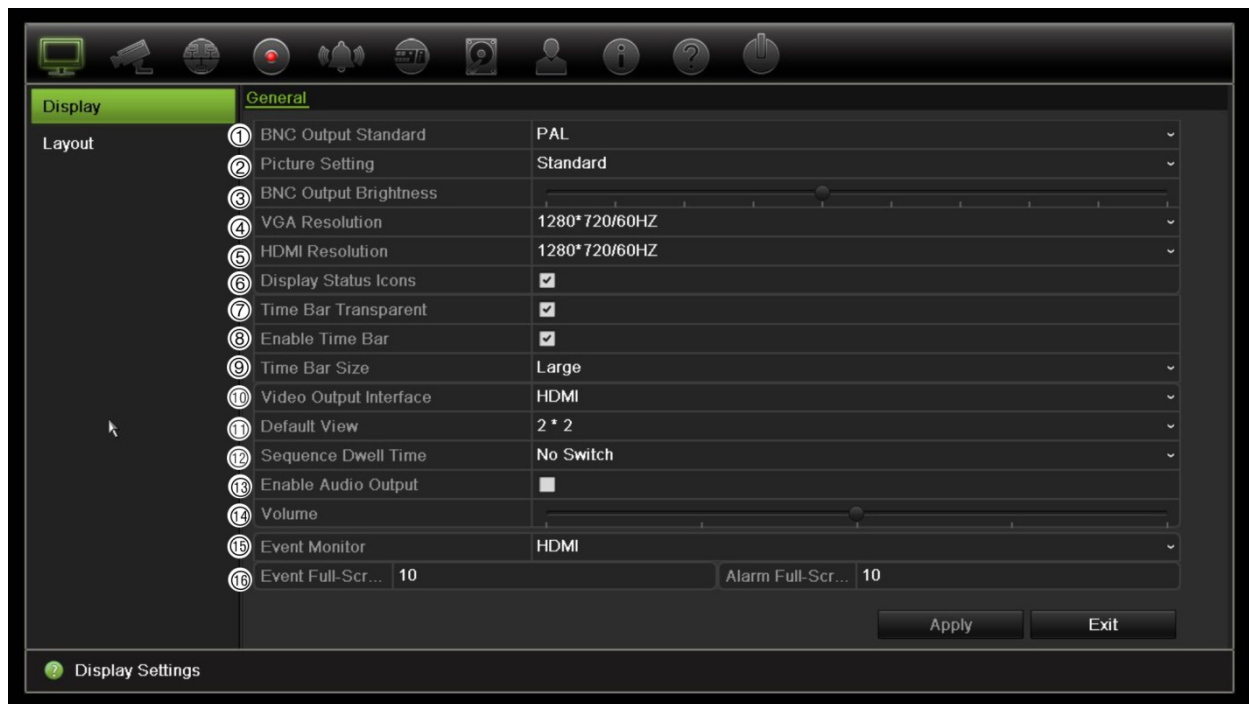 Display
General
Layout
① BNC Output Standard PAL
② Picture Setting Standard
③ BNC Output Brightness
④ VGA Resolution 1280*720/60HZ
⑤ HDMI Resolution 1280*720/60HZ
⑥ Display Status Icons
⑦ Time Bar Transparent
⑧ Enable Time Bar
⑨ Time Bar Size Large
⑩ Video Output Interface HDMI
⑪ Default View 2 * 2
⑫ Sequence Dwell Time No Switch
⑬ Enable Audio Output
⑭ Volume
⑮ Event Monitor HDMI
⑯ Event Full-Scr... 10 Alarm Full-Scr... 10
Apply Exit
? Display Settings